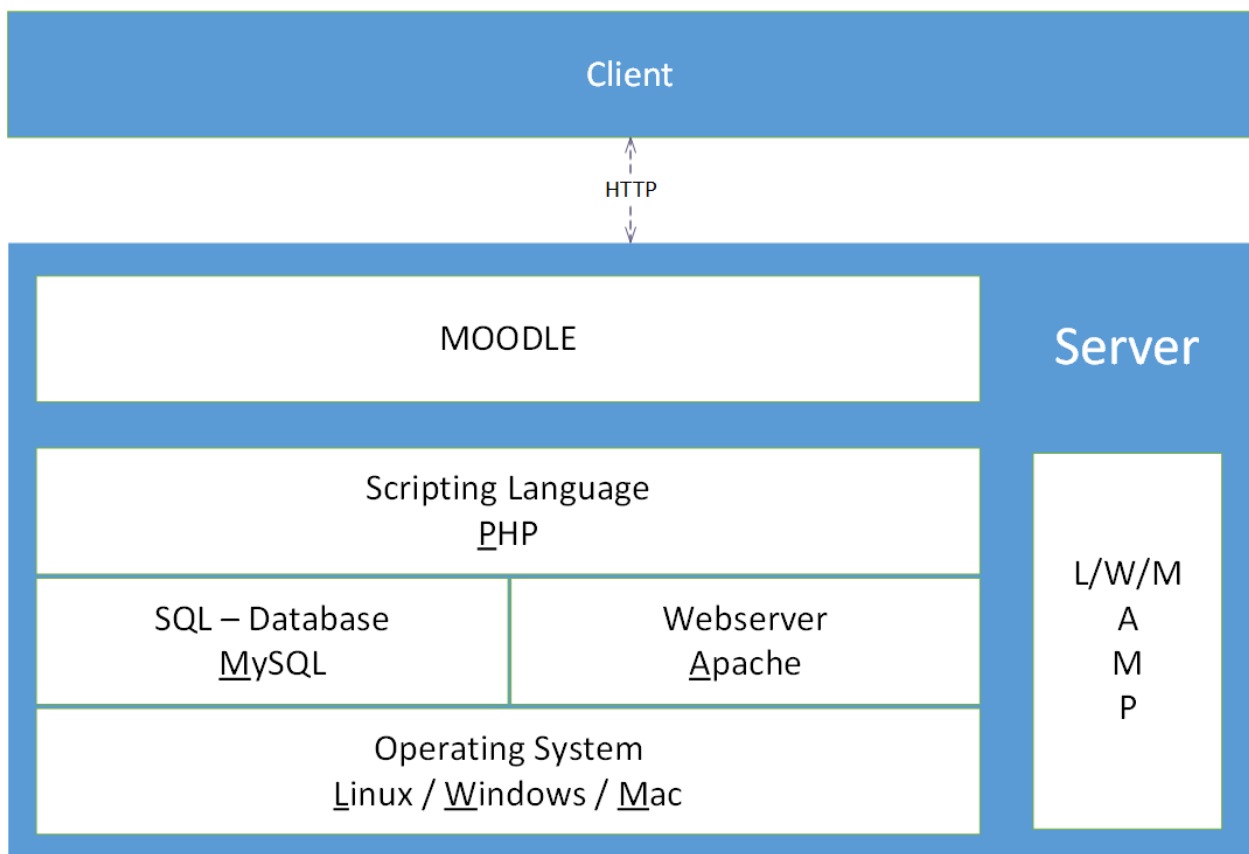 Client
HTTP
MOODLE
Server
Scripting Language
PHP
SQL – Database
MySQL
Webserver
Apache
Operating System
Linux / Windows / Mac
L/W/M
A
M
P